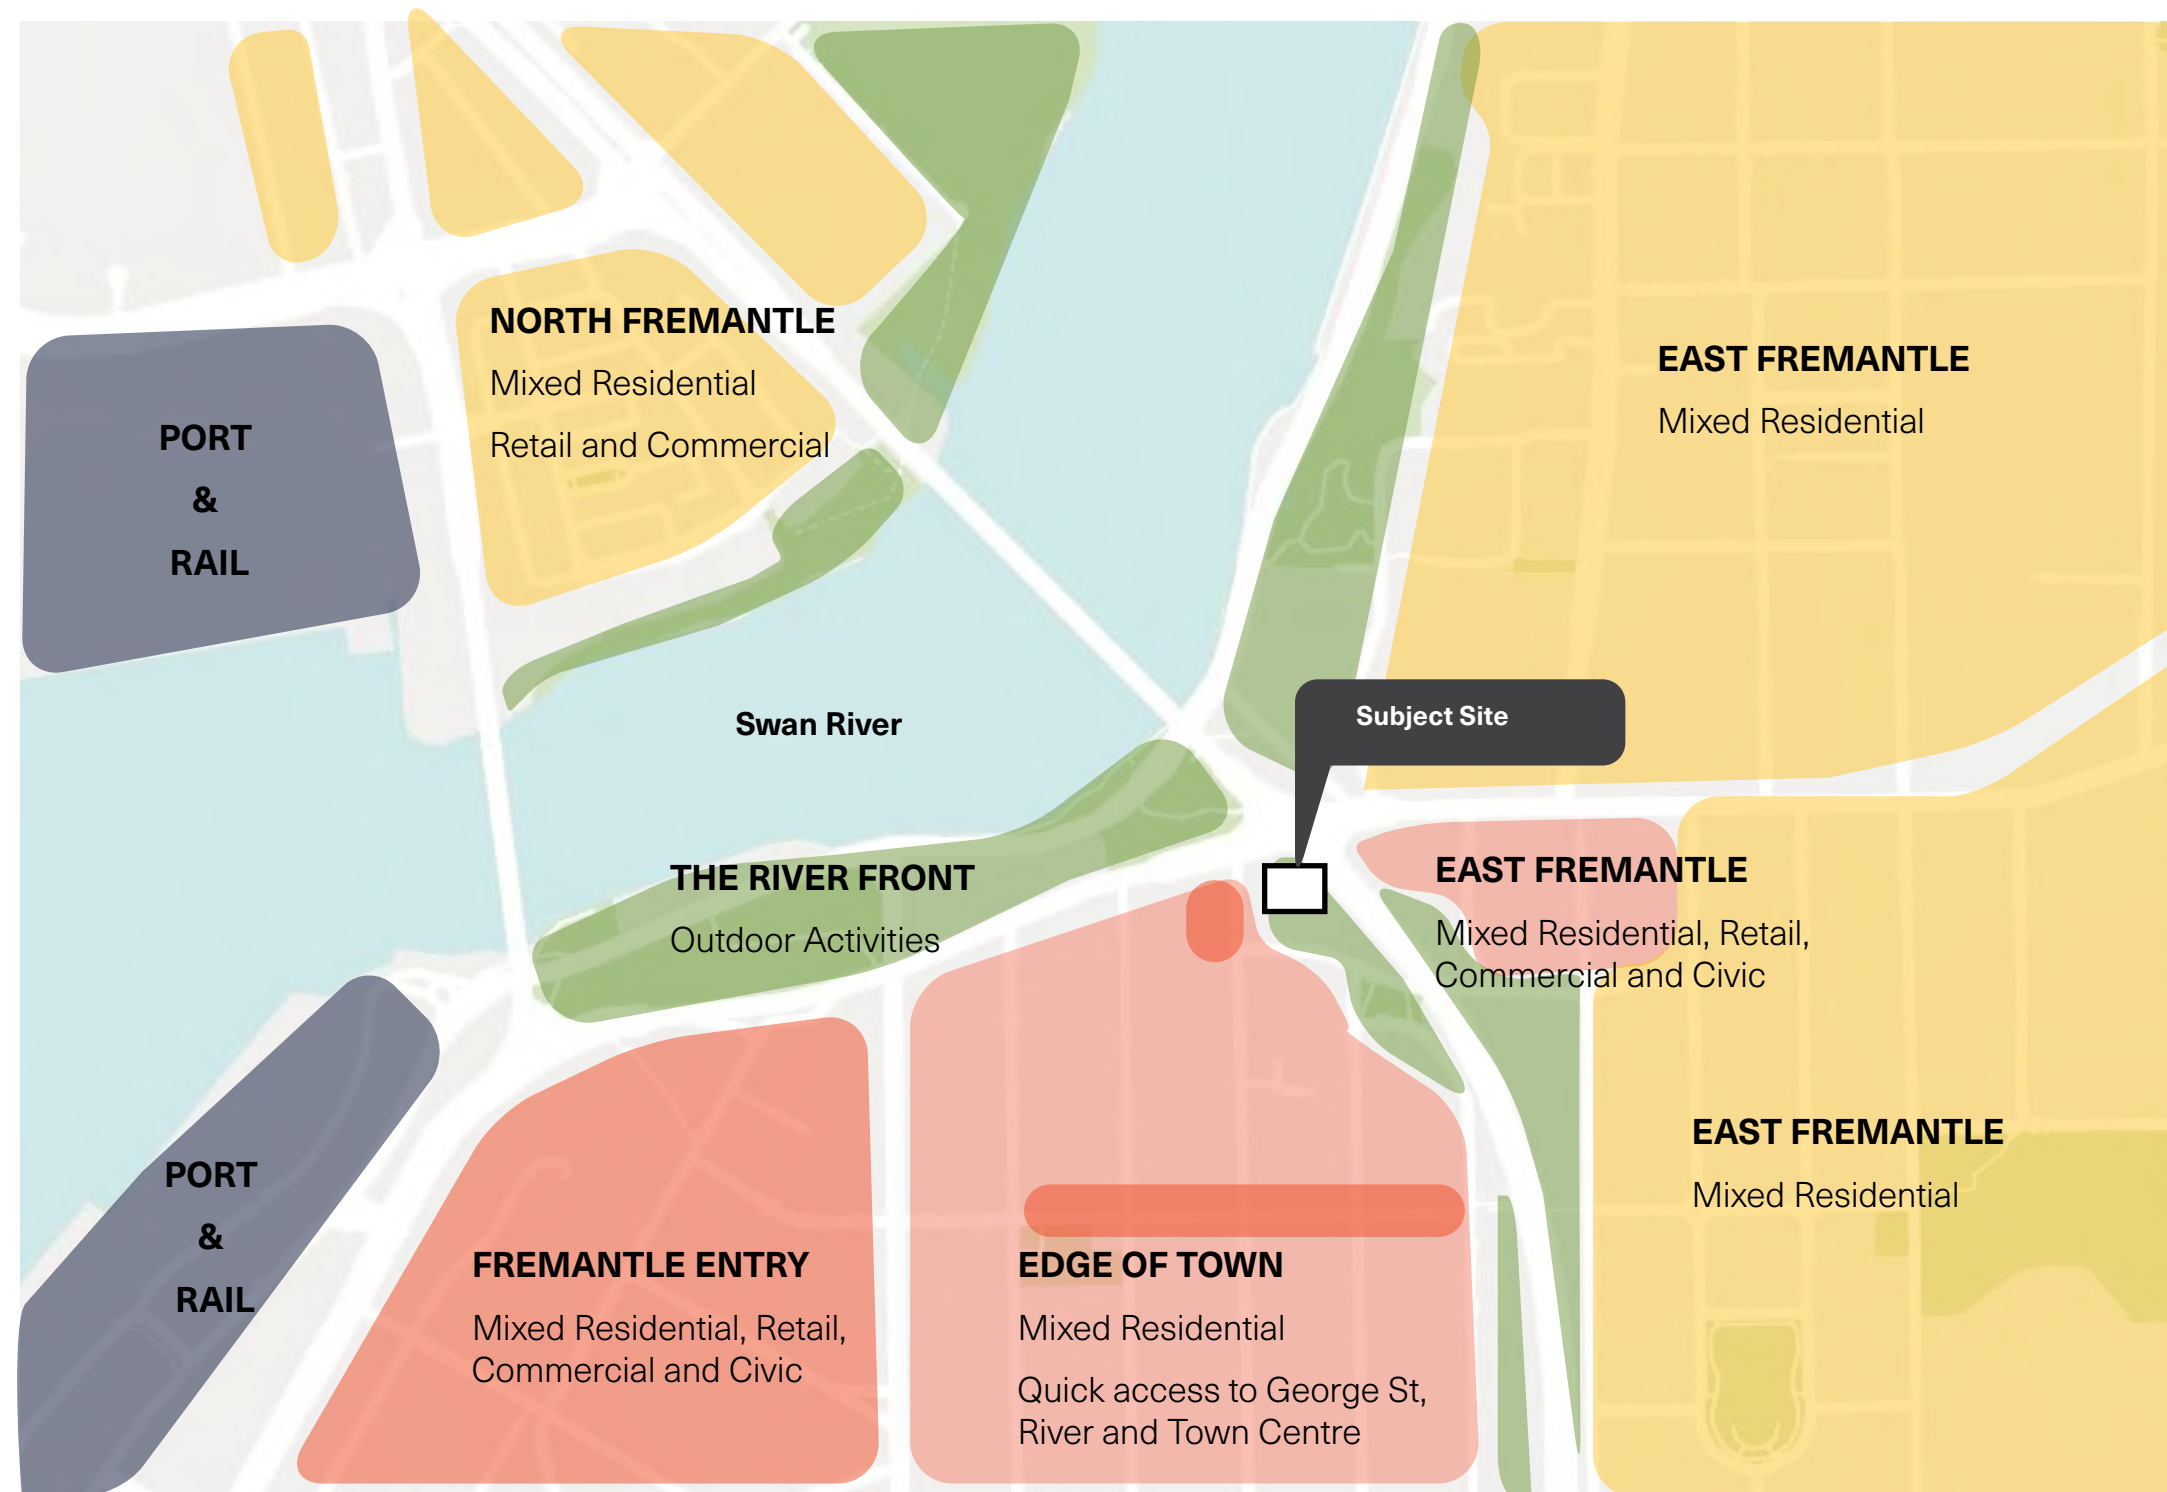 NORTH FREMANTLE
Mixed Residential
Retail and Commercial
EAST FREMANTLE
Mixed Residential
PORT
&
RAIL
Swan River
Subject Site
THE RIVER FRONT
Outdoor Activities
EAST FREMANTLE
Mixed Residential, Retail,
Commercial and Civic
EAST FREMANTLE
Mixed Residential
PORT
&
RAIL
FREMANTLE ENTRY
Mixed Residential, Retail,
Commercial and Civic
EDGE OF TOWN
Mixed Residential
Quick access to George St,
River and Town Centre